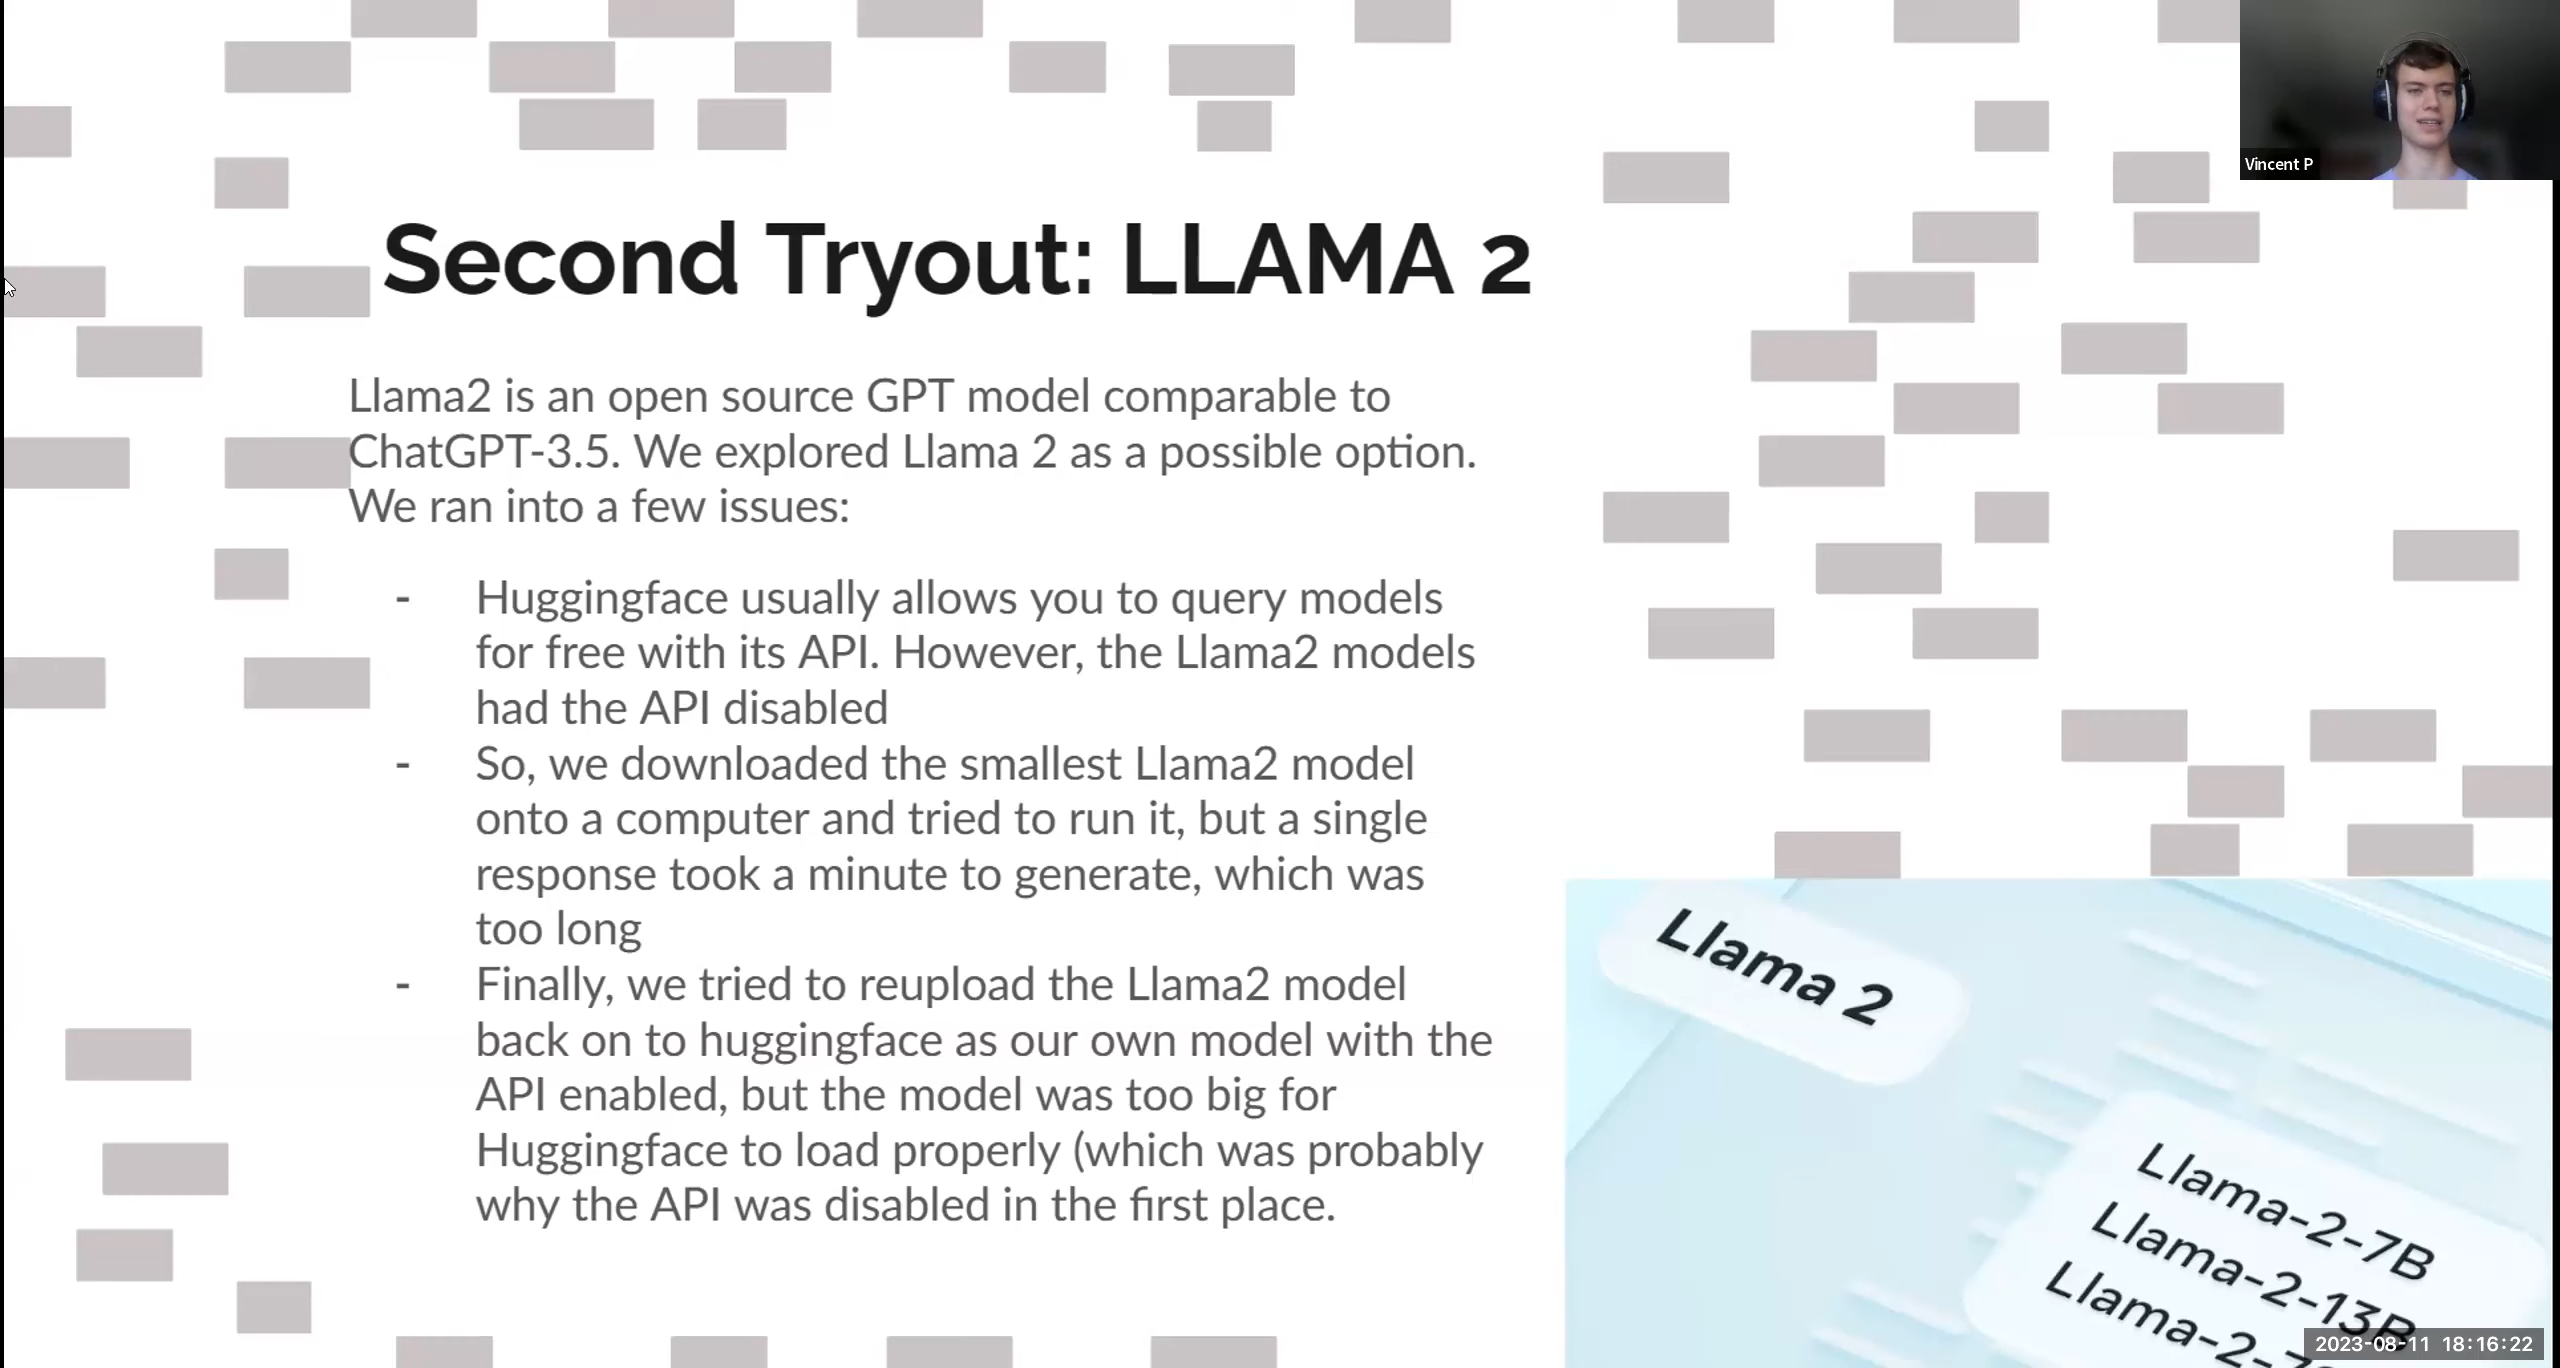 Vincent P
Second Tryout: LLAMA 2
Llama2 is an open source GPT model comparable to
ChatGPT-3.5. We explored Llama 2 as a possible option.
We ran into a few issues:
- Huggingface usually allows you to query models
for free with its API. However, the Llama2 models
had the API disabled
- So, we downloaded the smallest Llama2 model
onto a computer and tried to run it, but a single
response took a minute to generate, which was
too long
- Finally, we tried to reupload the Llama2 model
back on to huggingface as our own model with the
API enabled, but the model was too big for
Huggingface to load properly (which was probably
why the API was disabled in the first place.
Llama 2
Llama-2-7B
Llama-2-13B
2023-08-11 18:16:22